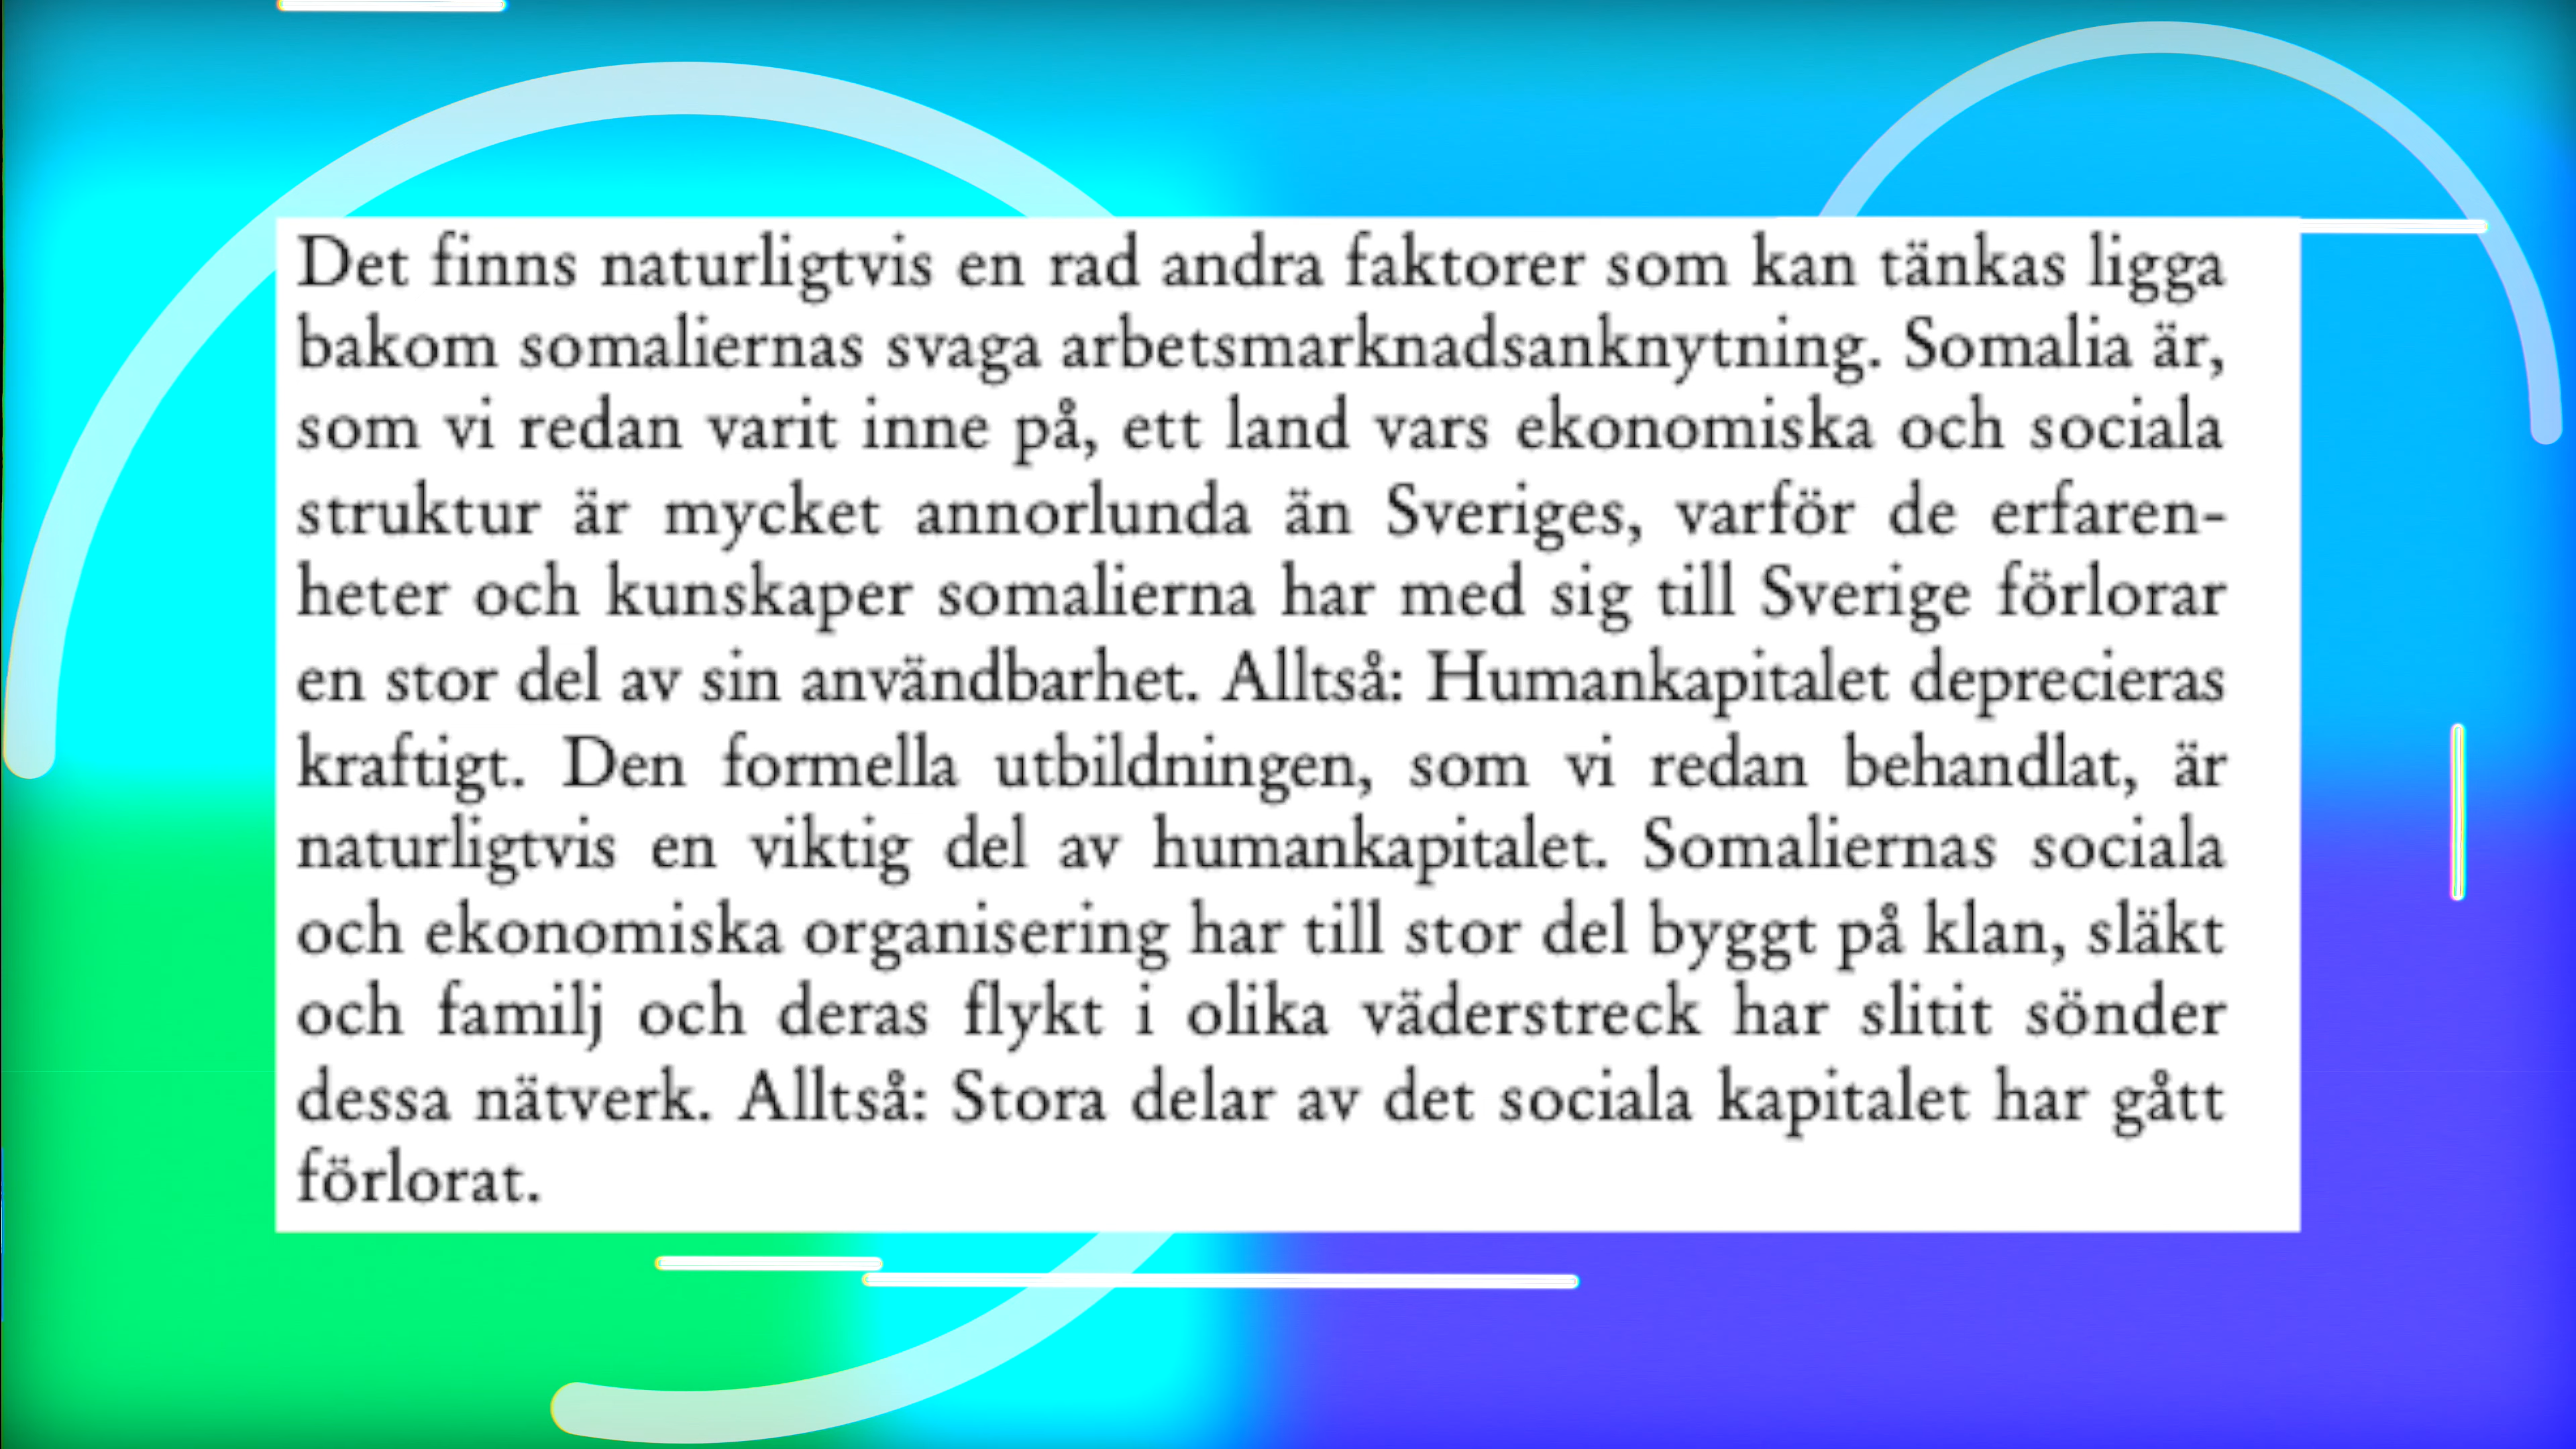 Det finns naturligtvis en rad andra faktorer som kan tänkas ligga
bakom somaliernas svaga arbetsmarknadsanknytning. Somalia är,
som vi redan varit inne på, ett land vars ekonomiska och sociala
struktur är mycket annorlunda än Sveriges, varför de erfaren-
heter och kunskaper somalierna har med sig till Sverige förlorar
en stor del av sin användbarhet. Alltså: Humankapitalet deprecieras
kraftigt. Den formella utbildningen, som vi redan behandlat, är
naturligtvis en viktig del av humankapitalet. Somaliernas sociala
och ekonomiska organisering har till stor del byggt på klan, släkt
och familj och deras flykt i olika väderstreck har slitit sönder
dessa nätverk. Alltså: Stora delar av det sociala kapitalet har gått
förlorat.